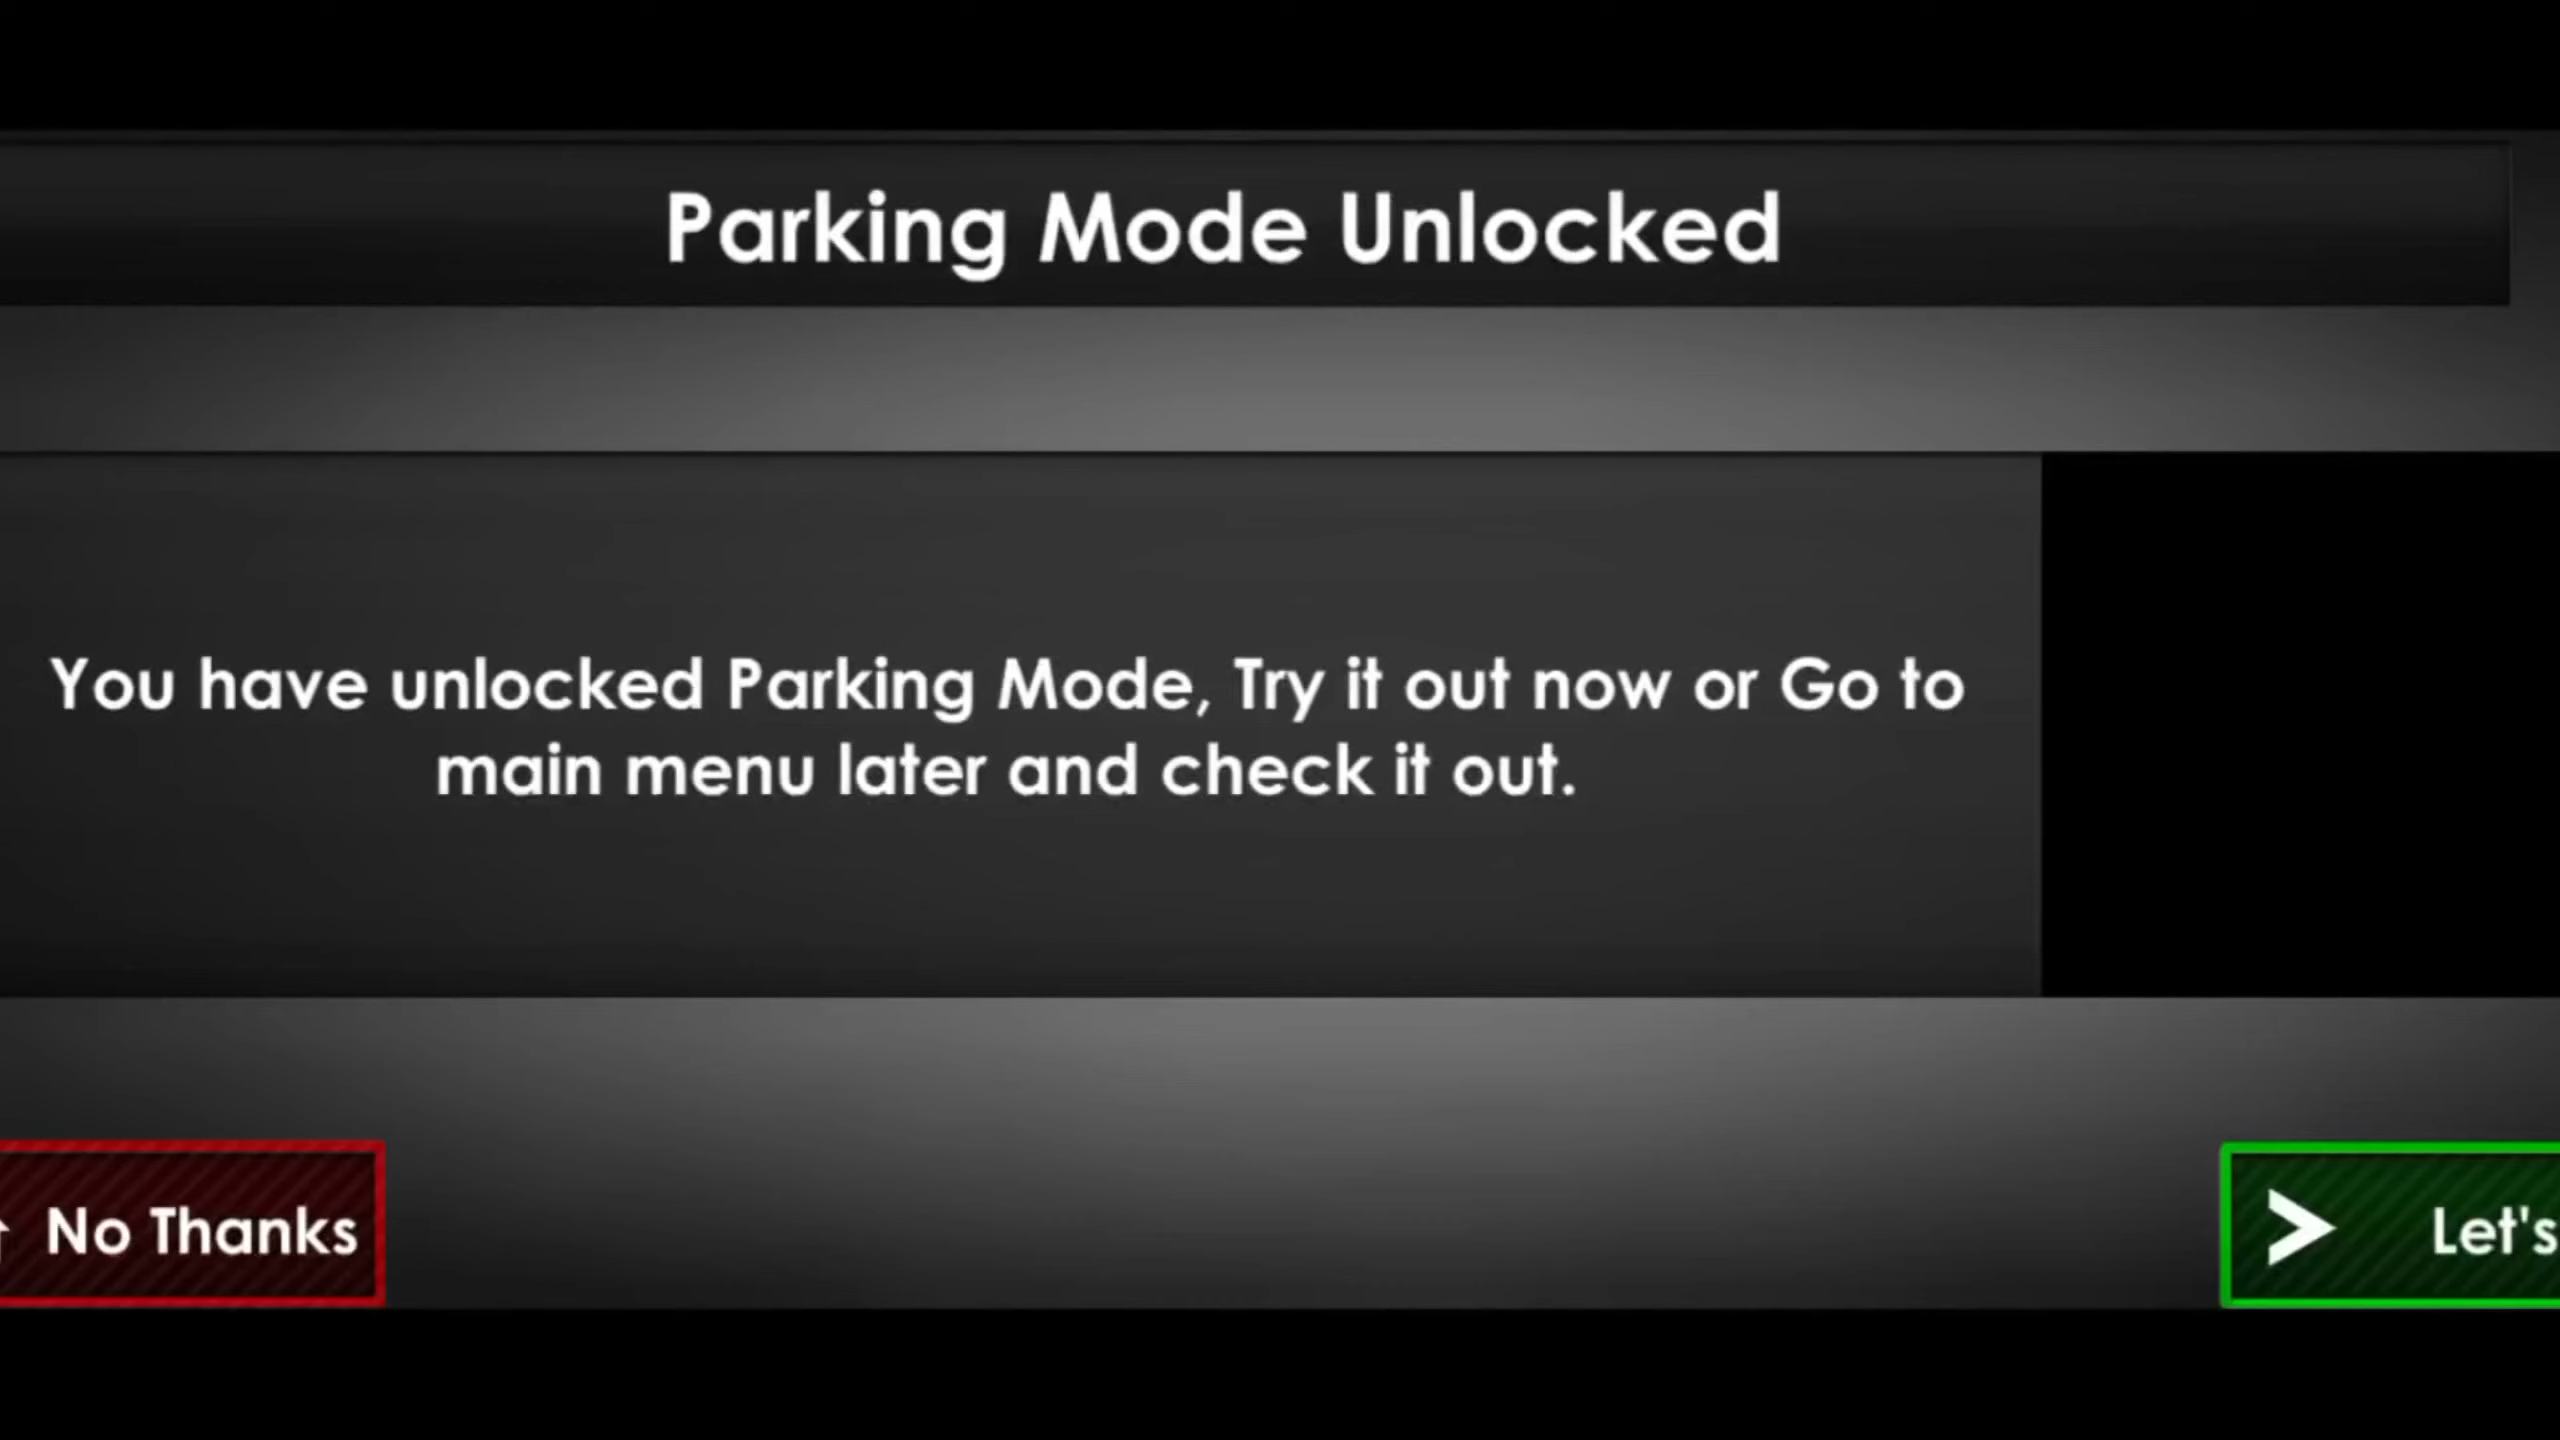 Parking Mode Unlocked
You have unlocked Parking Mode, Try it out now or Go to
main menu later and check it out.
No Thanks
Let's